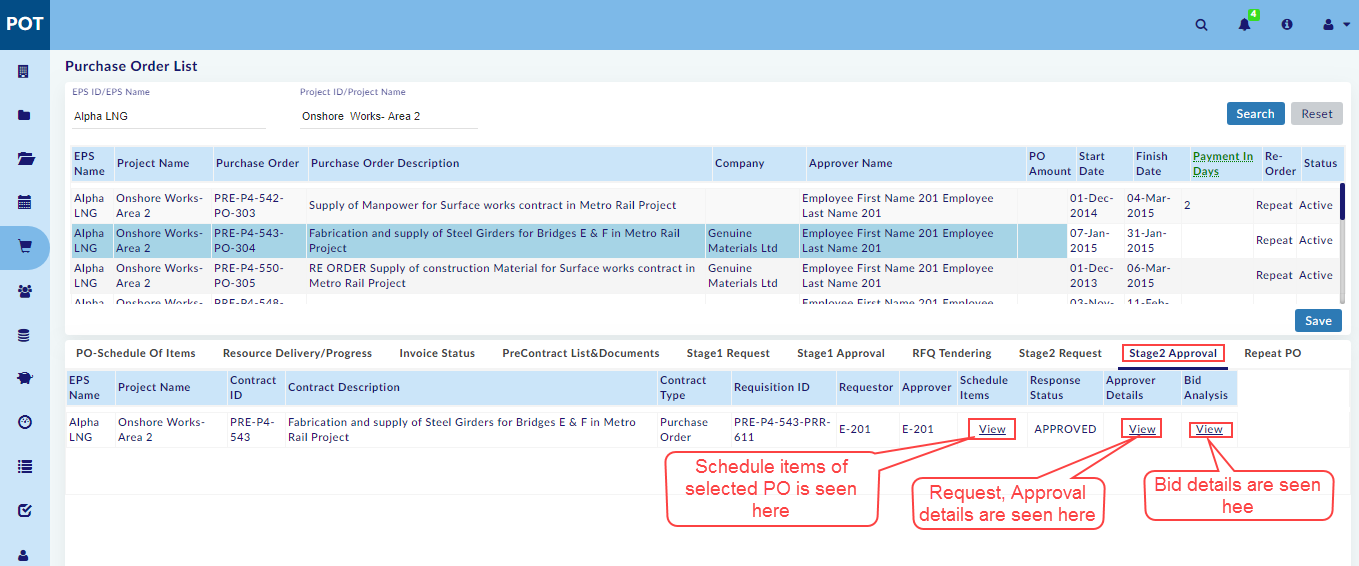 POT
4
Purchase Order List
EPS ID/EPS Name
Project ID/Project Name
Alpha LNG
Onshore Works- Area 2
Search
Reset
EPS Name
Project Name
Purchase Order
Purchase Order Description
Company
Approver Name
PO Amount
Start Date
Finish Date
Payment In Days
Re-Order
Status
Alpha LNG
Onshore Works-Area 2
PRE-P4-542-PO-303
Supply of Manpower for Surface works contract in Metro Rail Project
Employee First Name 201 Employee Last Name 201
01-Dec-2014
04-Mar-2015
2
Repeat
Active
Alpha LNG
Onshore Works-Area 2
PRE-P4-543-PO-304
Fabrication and supply of Steel Girders for Bridges E & F in Metro Rail Project
Genuine Materials Ltd
Employee First Name 201 Employee Last Name 201
07-Jan-2015
31-Jan-2015
Repeat
Active
Alpha LNG
Onshore Works-Area 2
PRE-P4-550-PO-305
RE ORDER Supply of construction Material for Surface works contract in Metro Rail Project
Genuine Materials Ltd
Employee First Name 201 Employee Last Name 201
01-Dec-2013
06-Mar-2015
Repeat
Active
Alpha
Onshore Works-
PRE-P4-548-
Employee First Name 201 Employee
03-Nov-
11-Feb-
Save
PO-Schedule Of Items
Resource Delivery/Progress
Invoice Status
PreContract List&Documents
Stage1 Request
Stage1 Approval
RFQ Tendering
Stage2 Request
Stage2 Approval
Repeat PO
EPS Name
Project Name
Contract ID
Contract Description
Contract Type
Requisition ID
Requestor
Approver
Schedule Items
Response Status
Approver Details
Bid Analysis
Alpha LNG
Onshore Works-Area 2
PRE-P4-543
Fabrication and supply of Steel Girders for Bridges E & F in Metro Rail Project
Purchase Order
PRE-P4-543-PRR-611
E-201
E-201
View
APPROVED
View
View
Schedule items of
selected PO is seen
here
Request, Approval
details are seen here
Bid details are seen
hee